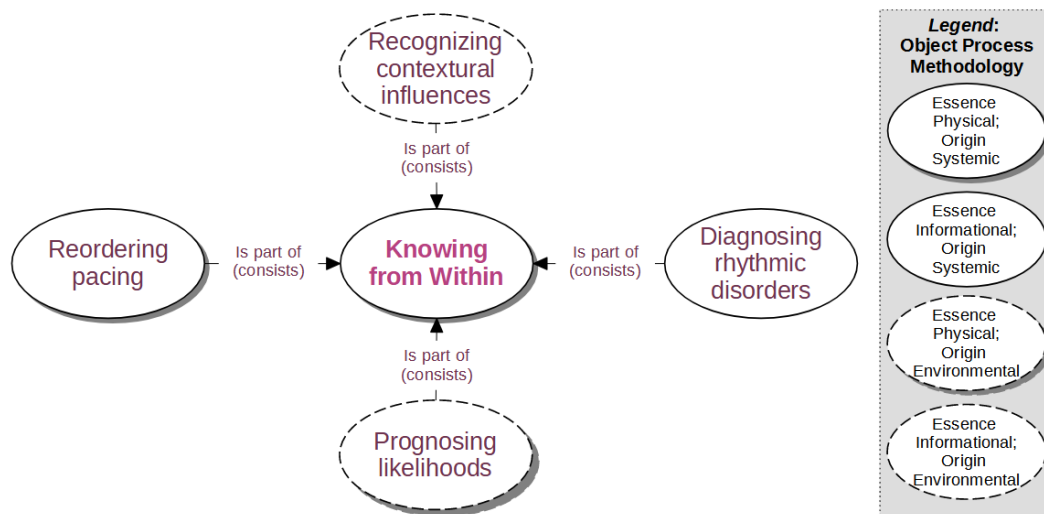 Recognizing
contextural
influences
Is part of
(consists)
Reordering
pacing
Is part of
(consists)
Knowing
from Within
Is part of
(consists)
Diagnosing
rhythmic
disorders
Is part of
(consists)
Prognosing
likelihoods
Legend:
Object Process
Methodology
Essence
Physical;
Origin
Systemic
Essence
Informational;
Origin
Systemic
Essence
Physical;
Origin
Environmental
Essence
Informational;
Origin
Environmental